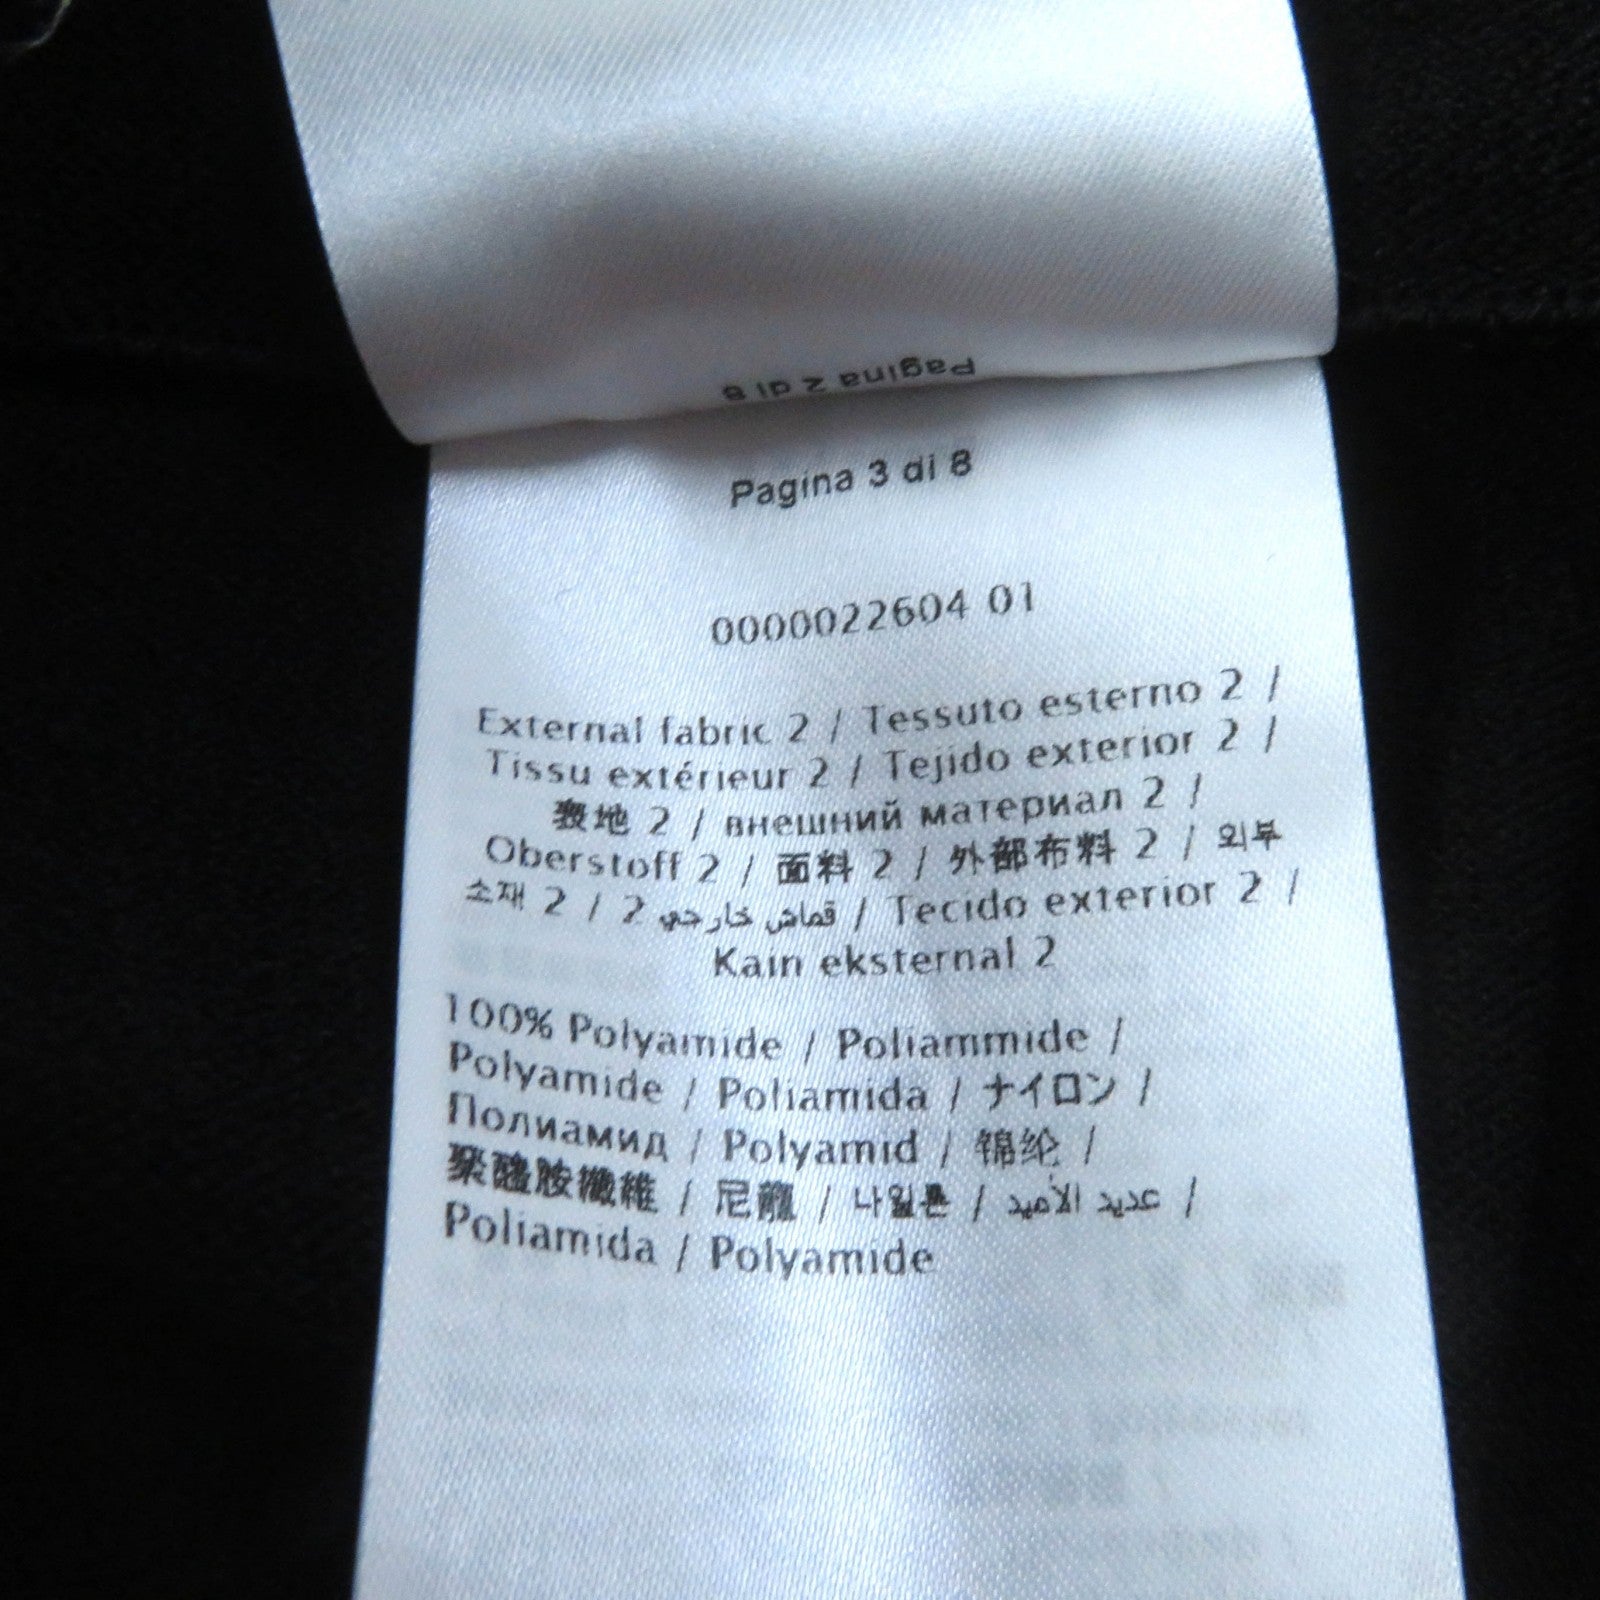 Pagina 2 di 8
Pagina 3 di 8
0000022604 01
External fabric 2 / Tessuto esterno 2 /
Tissu extérieur 2 / Tejido exterior 2 /
表地 2 / внешний материал 2 /
Oberstoff 2 / 面料 2 / 外部布料 2 / 외부
소재 2 / 2 قماش خارجي / Tecido exterior 2 /
Kain eksternal 2
100% Polyamide / Poliammide /
Polyamide / Poliamida / ナイロン /
Полиамид / Polyamid / 锦纶 /
聚醯胺纖維 / 尼龍 / 나일론 / عديد الأميد /
Poliamida / Polyamide